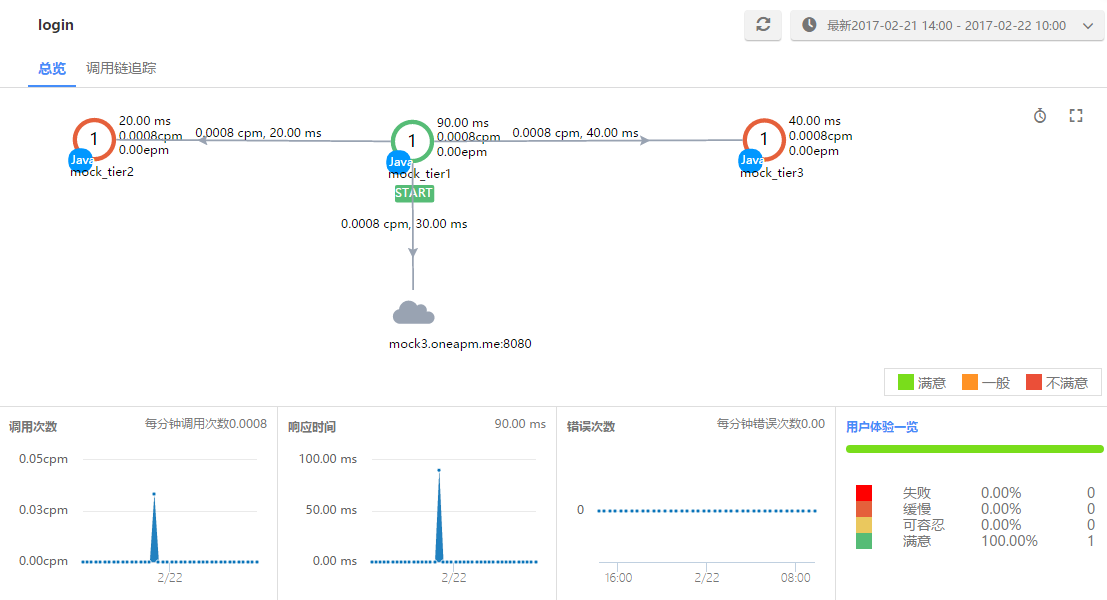 login
最新2017-02-21 14:00 - 2017-02-22 10:00
总览
调用链追踪
1
20.00 ms
0.0008cpm
0.00epm
Java
mock_tier2
0.0008 cpm, 20.00 ms
1
90.00 ms
0.0008cpm
0.00epm
Java
mock_tier1
START
0.0008 cpm, 40.00 ms
1
40.00 ms
0.0008cpm
0.00epm
Java
mock_tier3
0.0008 cpm, 30.00 ms
mock3.oneapm.me:8080
满意
一般
不满意
调用次数
每分钟调用次数0.0008
0.05cpm
0.03cpm
0.00cpm
2/22
响应时间
90.00 ms
100.00 ms
50.00 ms
0.00 ms
2/22
错误次数
每分钟错误次数0.00
0
16:00
2/22
08:00
用户体验一览
失败 0.00% 0
缓慢 0.00% 0
可容忍 0.00% 0
满意 100.00% 1